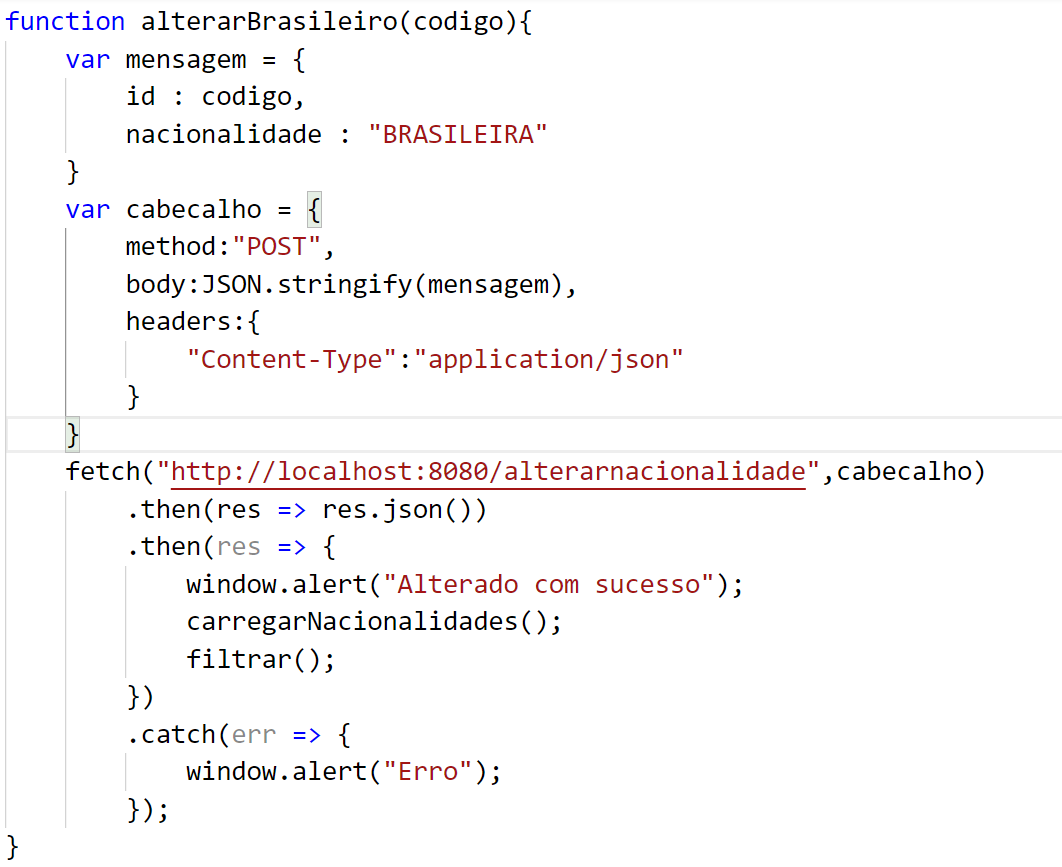 function alterarBrasileiro(codigo){
    var mensagem = {
        id : codigo,
        nacionalidade : "BRASILEIRA"
    }
    var cabecalho = {
        method:"POST",
        body:JSON.stringify(mensagem),
        headers:{
            "Content-Type":"application/json"
        }
    }
    fetch("http://localhost:8080/alterarnacionalidade",cabecalho)
        .then(res => res.json())
        .then(res => {
            window.alert("Alterado com sucesso");
            carregarNacionalidades();
            filtrar();
        })
        .catch(err => {
            window.alert("Erro");
        });
}